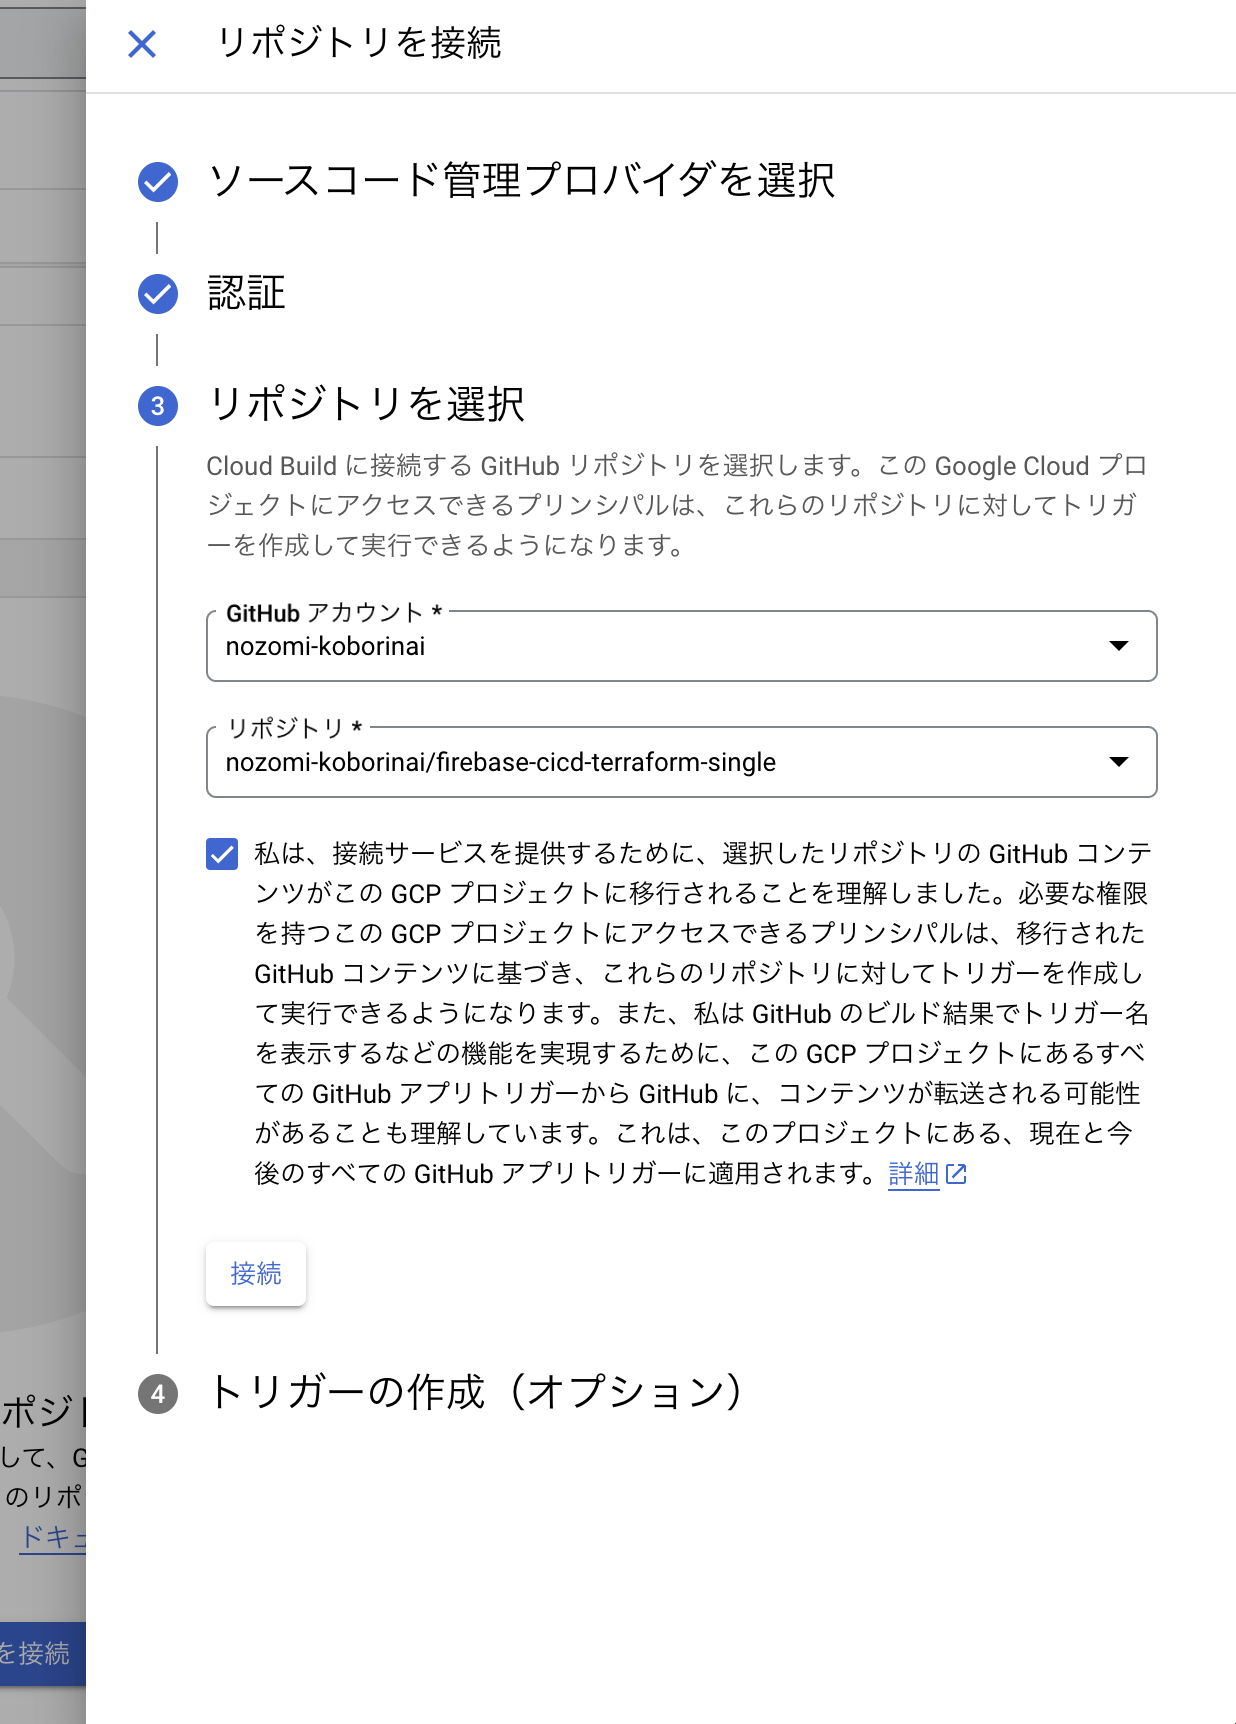 リポジトリを接続
ソースコード管理プロバイダを選択
認証
3 リポジトリを選択
Cloud Build に接続する GitHub リポジトリを選択します。この Google Cloud プロ
ジェクトにアクセスできるプリンシパルは、これらのリポジトリに対してトリガ
ーを作成して実行できるようになります。
GitHub アカウント *
nozomi-koborinai
リポジトリ *
nozomi-koborinai/firebase-cicd-terraform-single
私は、接続サービスを提供するために、選択したリポジトリの GitHub コンテ
ンツがこの GCP プロジェクトに移行されることを理解しました。必要な権限
を持つこの GCP プロジェクトにアクセスできるプリンシパルは、移行された
GitHub コンテンツに基づき、これらのリポジトリに対してトリガーを作成し
て実行できるようになります。また、私は GitHub のビルド結果でトリガー名
を表示するなどの機能を実現するために、この GCP プロジェクトにあるすべ
ての GitHub アプリトリガーから GitHub に、コンテンツが転送される可能性
があることも理解しています。これは、このプロジェクトにある、現在と今
後のすべての GitHub アプリトリガーに適用されます。詳細
接続
4 トリガーの作成（オプション）
ポジト
して、G
のリポ
ドキュ
を接続